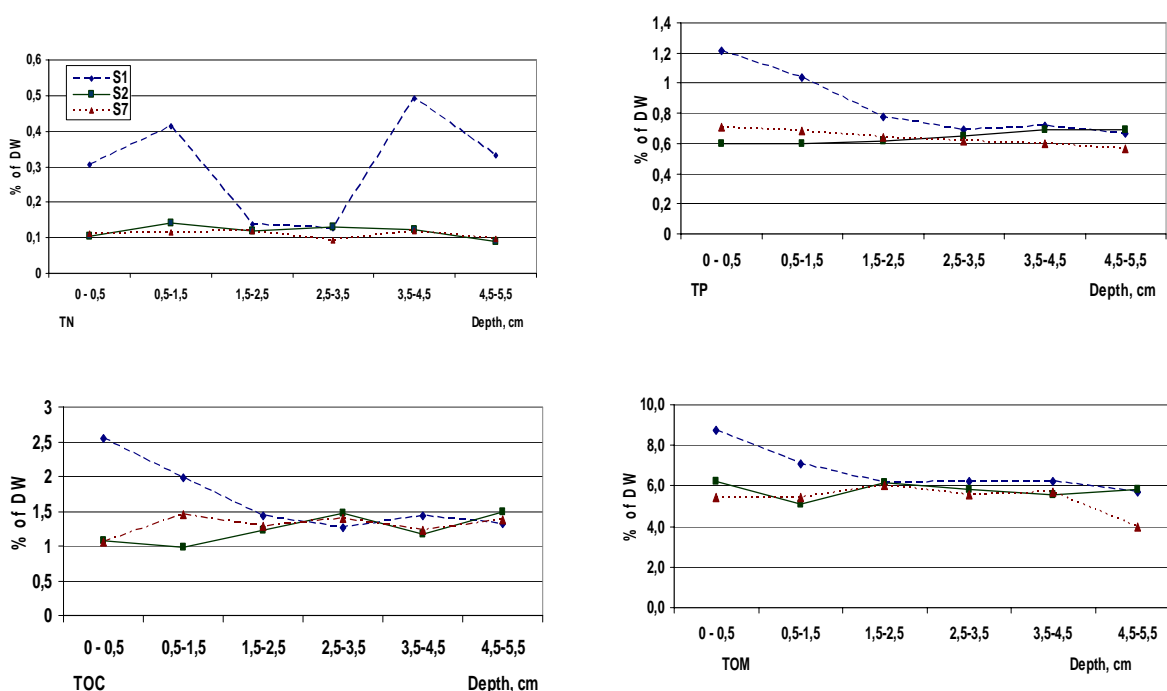 0,6
0,5
0,4
0,3
0,2
0,1
0
% of DW
S1
S2
S7
0 - 0,5 0,5-1,5 1,5-2,5 2,5-3,5 3,5-4,5 4,5-5,5
TN Depth, cm
1,4
1,2
1
0,8
0,6
0,4
0,2
0
% of DW
0 - 0,5 0,5-1,5 1,5-2,5 2,5-3,5 3,5-4,5 4,5-5,5
TP Depth, cm
3
2,5
2
1,5
1
0,5
0
% of DW
0 - 0,5 0,5-1,5 1,5-2,5 2,5-3,5 3,5-4,5 4,5-5,5
TOC Depth, cm
10,0
8,0
6,0
4,0
2,0
0,0
% of DW
0 - 0,5 0,5-1,5 1,5-2,5 2,5-3,5 3,5-4,5 4,5-5,5
TOM Depth, cm